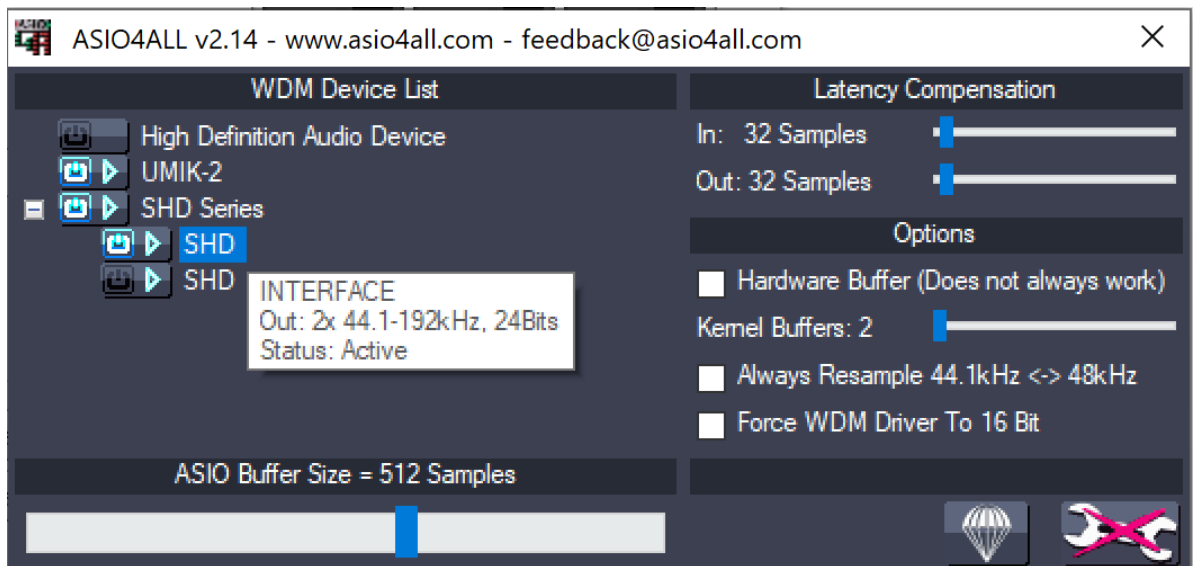 ASIO4ALL v2.14 - www.asio4all.com - feedback@asio4all.com
WDM Device List
High Definition Audio Device
UMIK-2
SHD Series
SHD
SHD
INTERFACE
Out: 2x 44.1-192kHz, 24Bits
Status: Active
ASIO Buffer Size = 512 Samples
Latency Compensation
In: 32 Samples
Out: 32 Samples
Options
Hardware Buffer (Does not always work)
Kernel Buffers: 2
Always Resample 44.1kHz <-> 48kHz
Force WDM Driver To 16 Bit